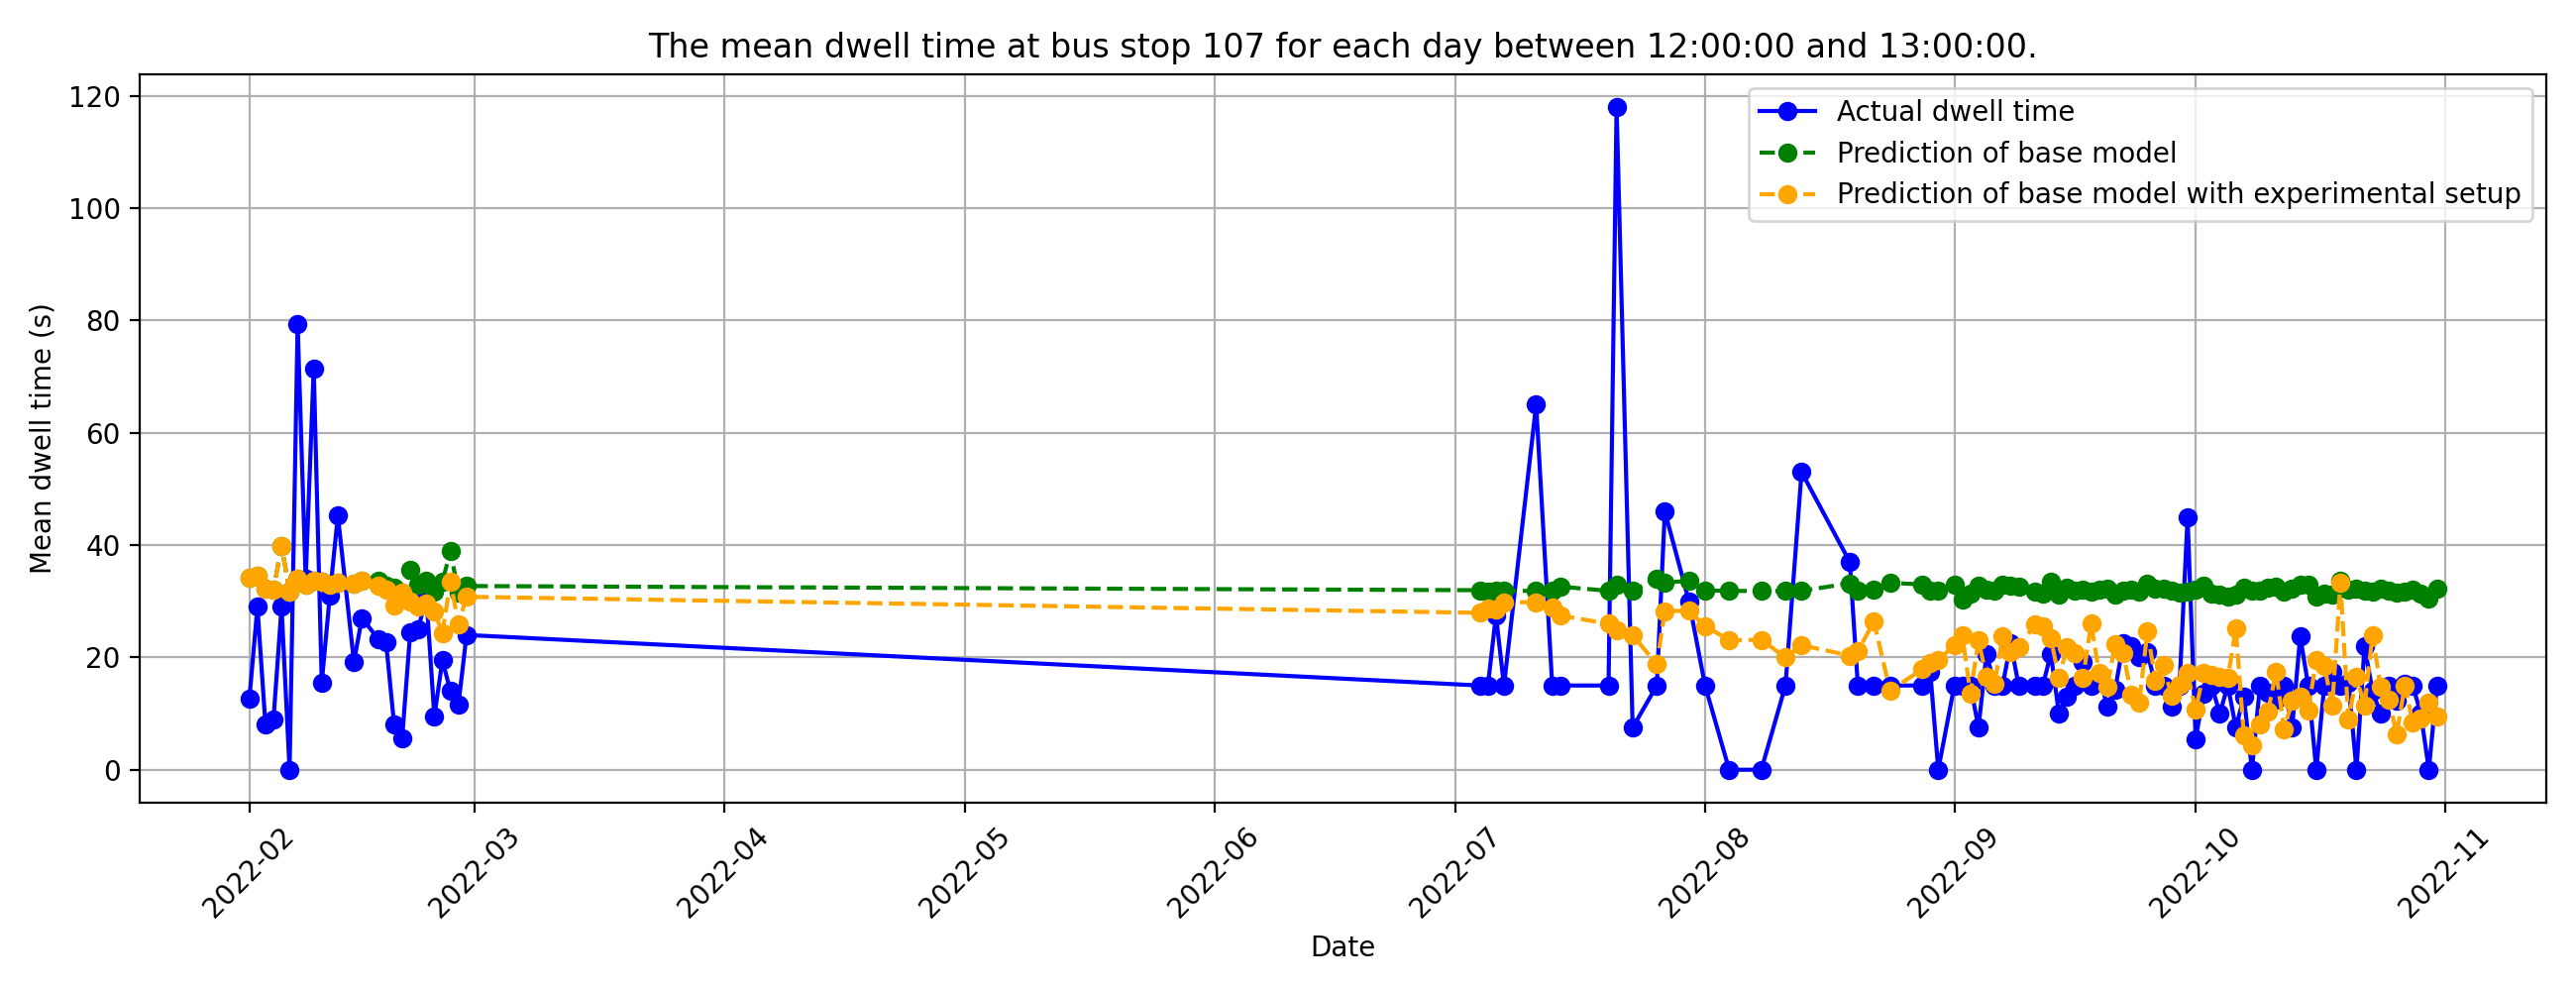 The mean dwell time at bus stop 107 for each day between 12:00:00 and 13:00:00.
Mean dwell time (s)
120
100
80
60
40
20
0
Actual dwell time
Prediction of base model
Prediction of base model with experimental setup
2022-02
2022-03
2022-04
2022-05
2022-06
2022-07
2022-08
2022-09
2022-10
2022-11
Date